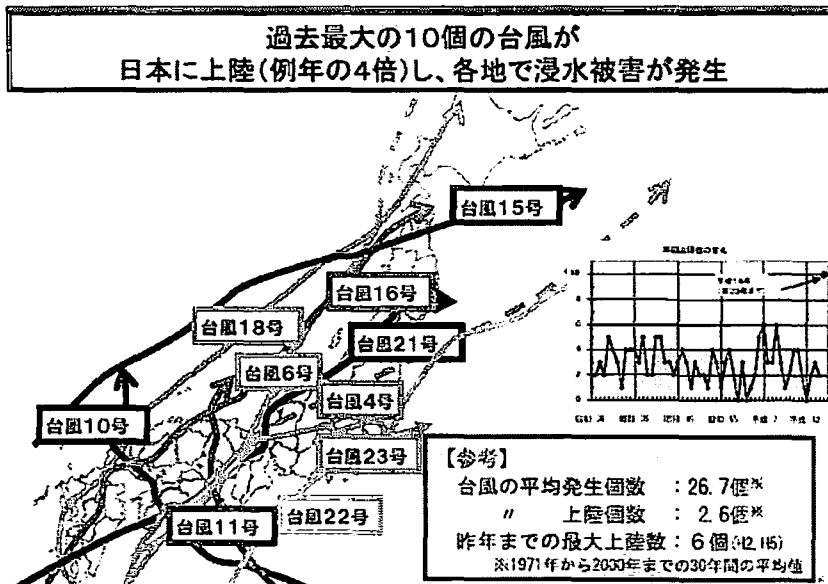 過去最大の10個の台風が
日本に上陸(例年の4倍)し、各地で浸水被害が発生
台風15号
台風16号
台風18号
台風21号
台風6号
台風4号
台風10号
台風23号
台風11号
台風22号
【参考】
台風の平均発生個数 : 26.7個※
〃 上陸個数 : 2.6個※
昨年までの最大上陸数 : 6個
※1971年から2000年までの30年間の平均値